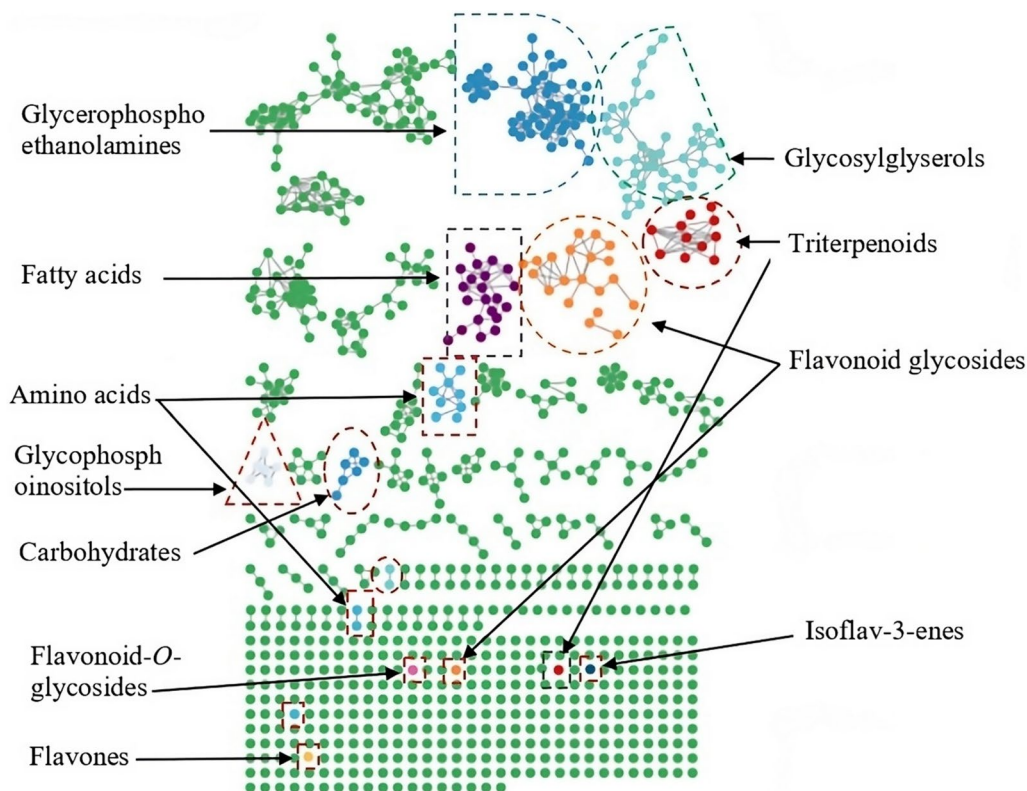 Glycerophospho
ethanolamines
Glycosylglyserols
Triterpenoids
Fatty acids
Flavonoid glycosides
Amino acids
Glycophosph
oinositols
Carbohydrates
Isoflav-3-enes
Flavonoid-O-
glycosides
Flavones